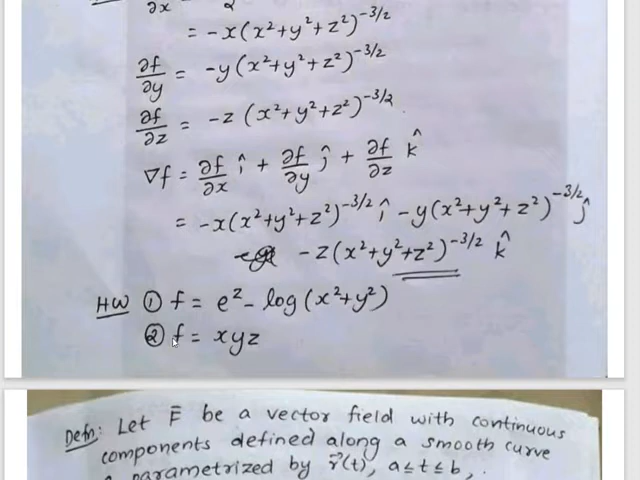 ∂x 2
= -x(x²+y²+z²)^-3/2
∂f/∂y = -y(x²+y²+z²)^-3/2
∂f/∂z = -z(x²+y²+z²)^-3/2
∇f = ∂f/∂x î + ∂f/∂y ĵ + ∂f/∂z k̂
= -x(x²+y²+z²)^-3/2 î - y(x²+y²+z²)^-3/2 ĵ
- z(x²+y²+z²)^-3/2 k̂
HW ① f = e^z - log(x²+y²)
② f = xyz
Defn: Let F̄ be a vector field with continuous
components defined along a smooth curve
parametrized by r⃗(t), a≤t≤b,